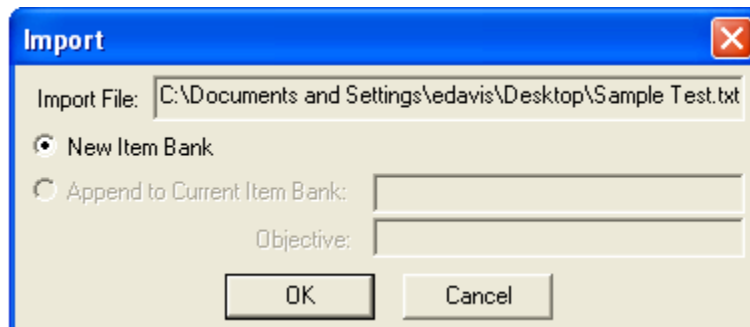 Import
Import File: C:\Documents and Settings\edavis\Desktop\Sample Test.txt
New Item Bank
Append to Current Item Bank:
Objective:
OK Cancel